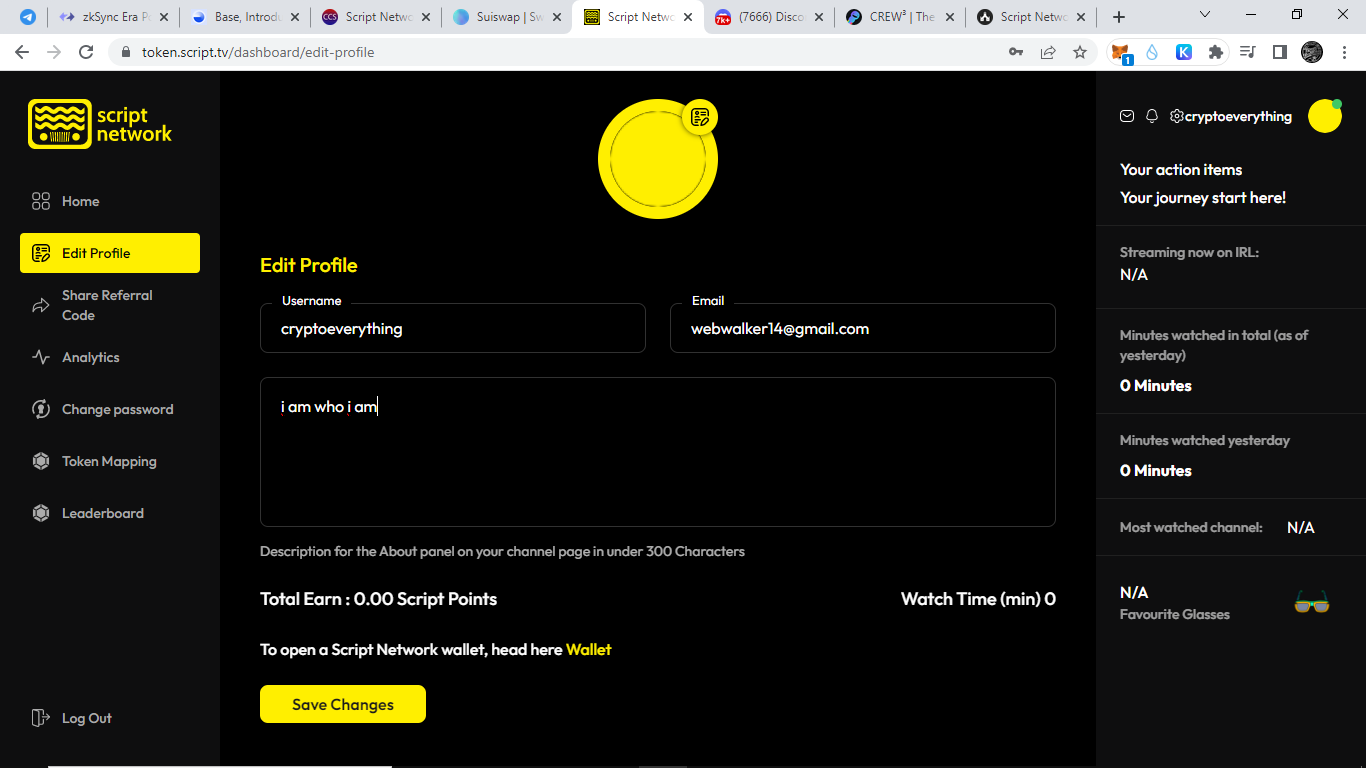 zkSync Era P
Base, Introdu
Script Netwo
Suiswap | Sw
Script Netwo
(7666) Disco
CREW³ | The
Script Netwo
token.script.tv/dashboard/edit-profile
1
script
network
Home
Edit Profile
Share Referral
Code
Analytics
Change password
Token Mapping
Leaderboard
Log Out
Edit Profile
Username
cryptoeverything
Email
webwalker14@gmail.com
i am who i am
Description for the About panel on your channel page in under 300 Characters
Total Earn : 0.00 Script Points
Watch Time (min) 0
To open a Script Network wallet, head here Wallet
Save Changes
cryptoeverything
Your action items
Your journey start here!
Streaming now on IRL:
N/A
Minutes watched in total (as of
yesterday)
0 Minutes
Minutes watched yesterday
0 Minutes
Most watched channel: N/A
N/A
Favourite Glasses